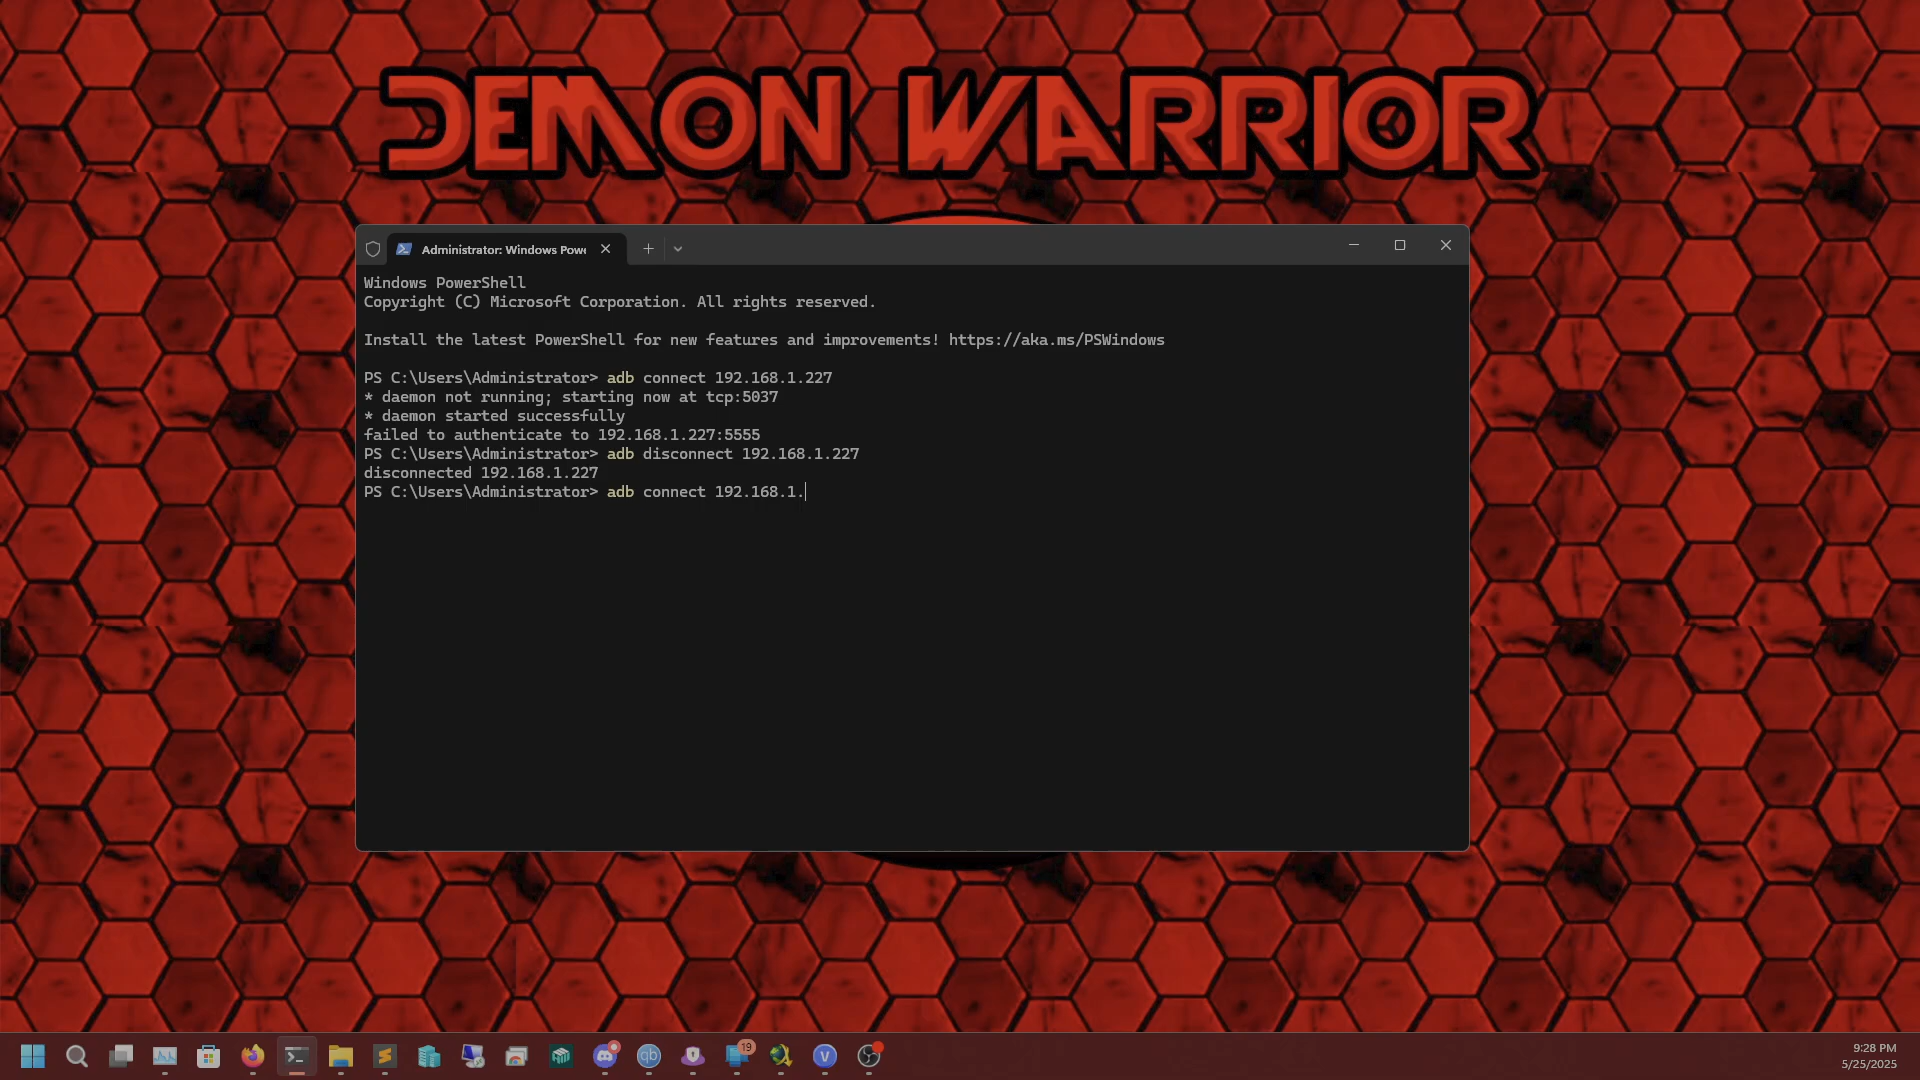 DEMON WARRIOR
Administrator: Windows Powe
Windows PowerShell
Copyright (C) Microsoft Corporation. All rights reserved.
Install the latest PowerShell for new features and improvements! https://aka.ms/PSWindows
PS C:\Users\Administrator> adb connect 192.168.1.227
* daemon not running; starting now at tcp:5037
* daemon started successfully
failed to authenticate to 192.168.1.227:5555
PS C:\Users\Administrator> adb disconnect 192.168.1.227
disconnected 192.168.1.227
PS C:\Users\Administrator> adb connect 192.168.1.
qb
19
V
9:28 PM
5/25/2025